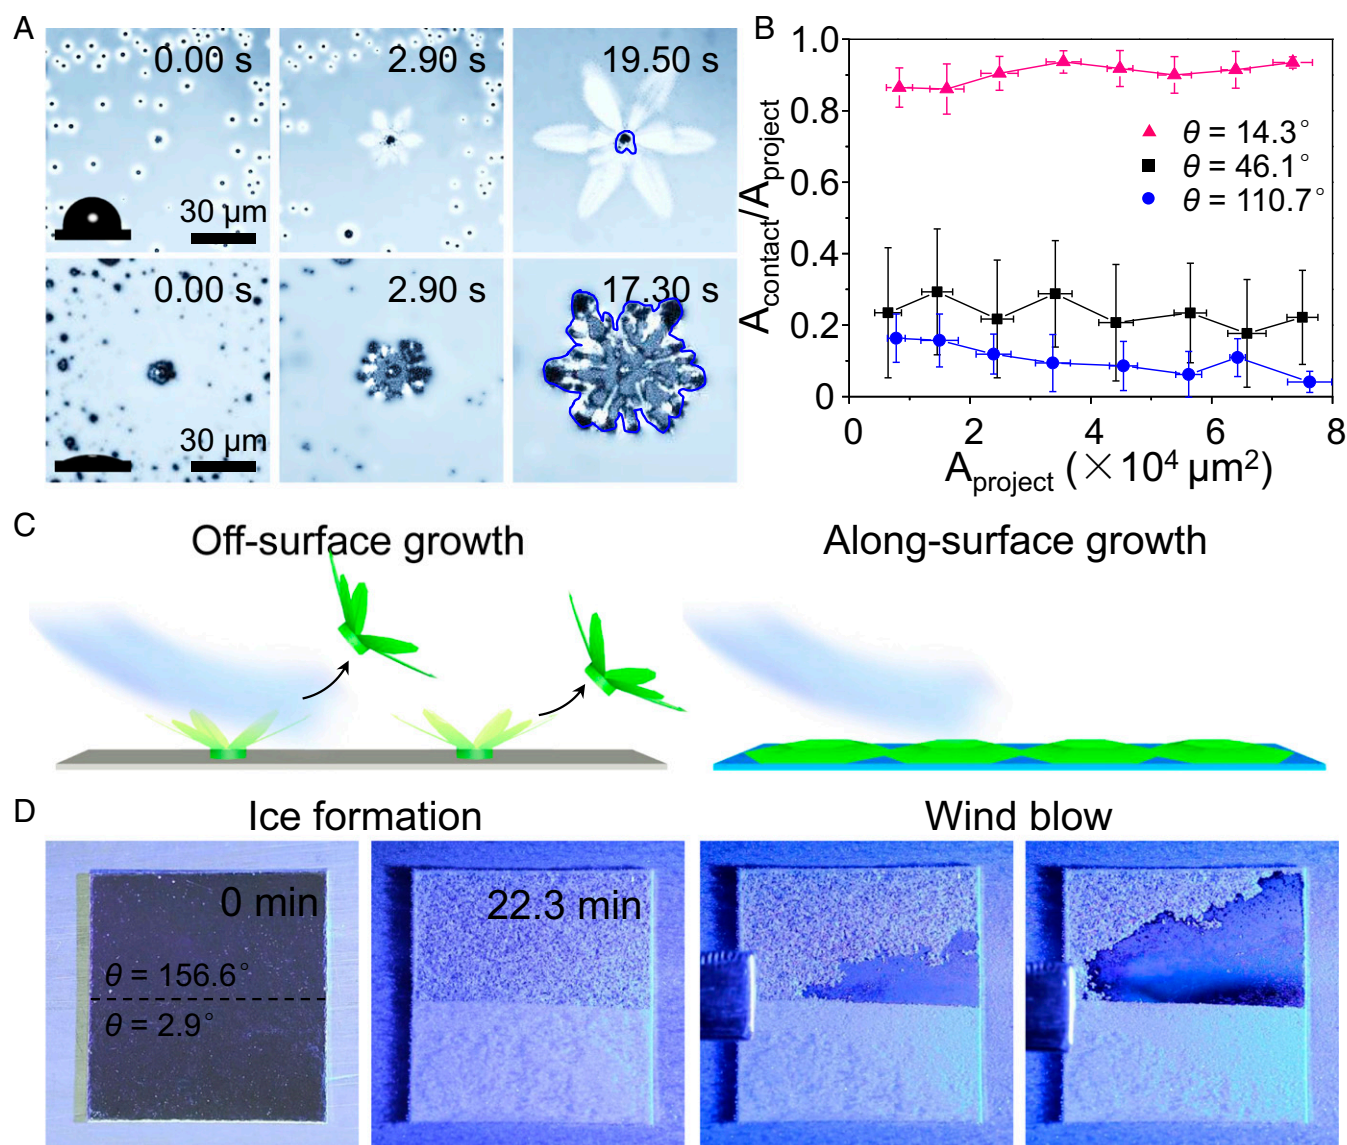 A
0.00 s
2.90 s
19.50 s
30 µm
0.00 s
2.90 s
17.30 s
30 µm
B
1.0
0.8
0.6
0.4
0.2
0
A_contact/A_project
θ = 14.3°
θ = 46.1°
θ = 110.7°
0 2 4 6 8
A_project (×10⁴ µm²)
C
Off-surface growth
Along-surface growth
D
Ice formation
Wind blow
0 min
22.3 min
θ = 156.6°
θ = 2.9°